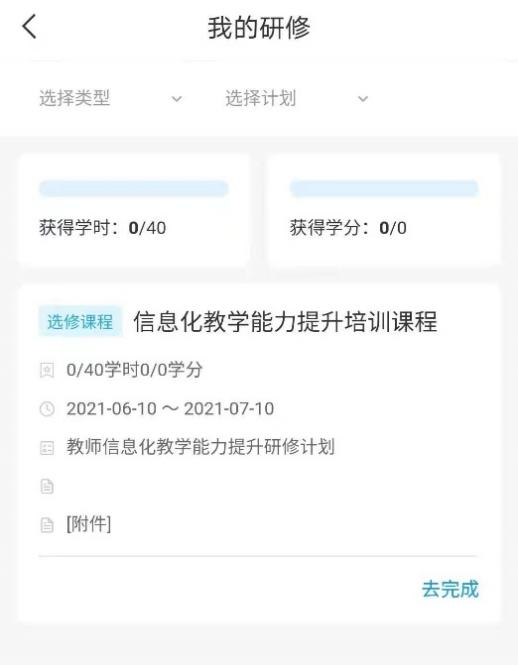 我的研修
选择类型 选择计划
获得学时：0/40 获得学分：0/0
选修课程 信息化教学能力提升培训课程
0/40学时0/0学分
2021-06-10 ～ 2021-07-10
教师信息化教学能力提升研修计划
[附件]
去完成